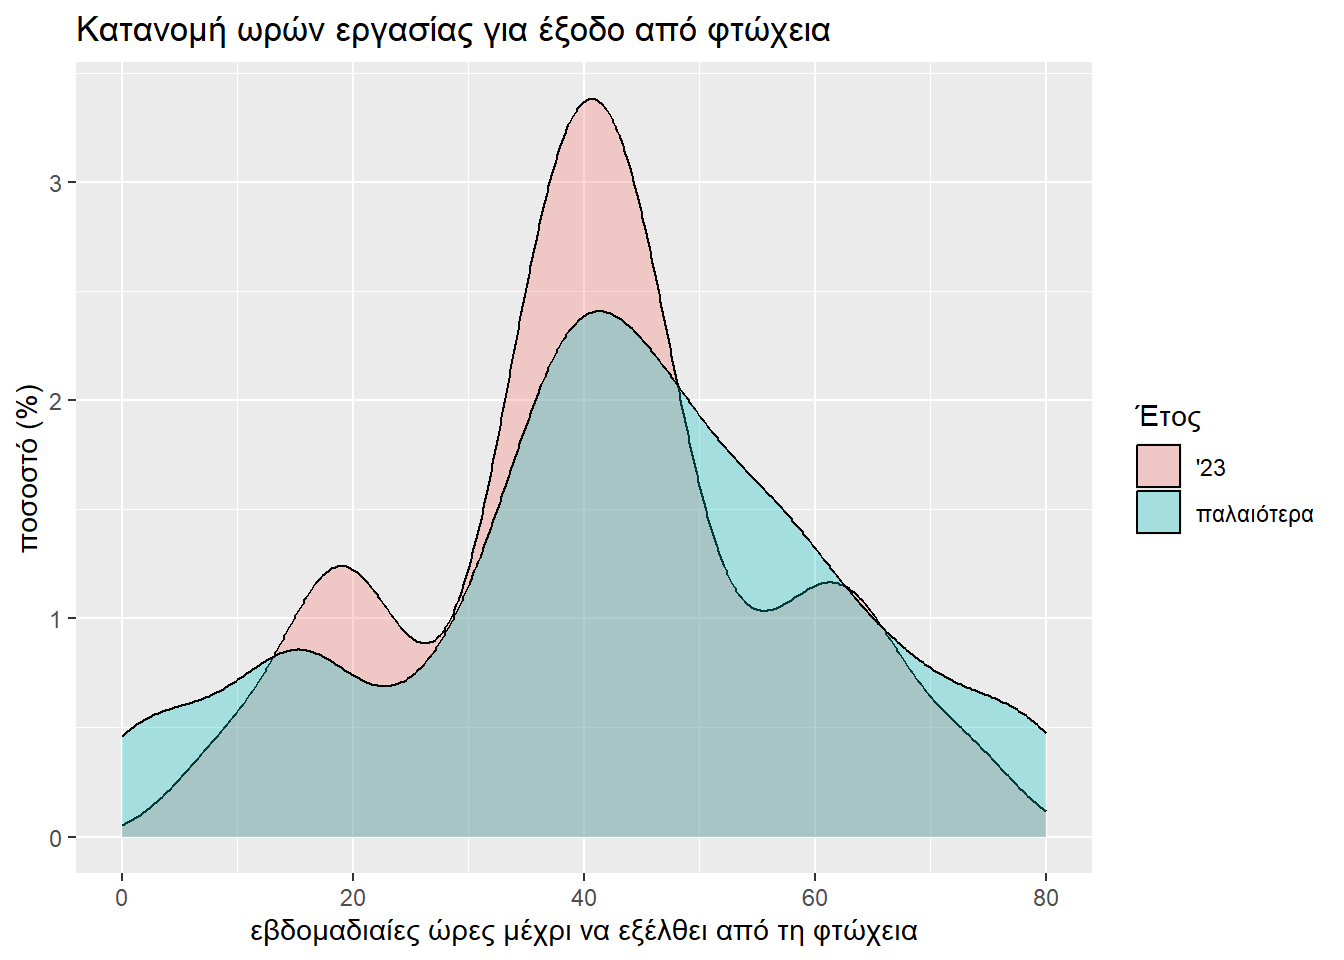 Κατανομή ωρών εργασίας για έξοδο από φτώχεια
ποσοστό (%)
3
2
1
0
0 20 40 60 80
εβδομαδιαίες ώρες μέχρι να εξέλθει από τη φτώχεια
Έτος
'23
παλαιότερα